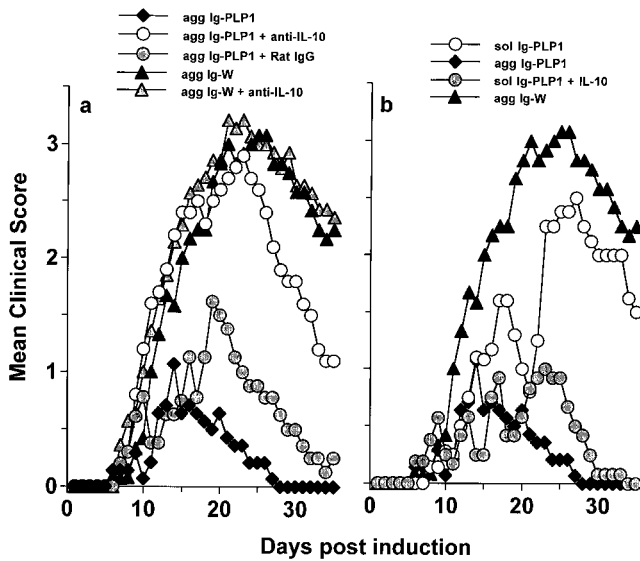 agg Ig-PLP1
agg Ig-PLP1 + anti-IL-10
agg Ig-PLP1 + Rat IgG
agg Ig-W
agg Ig-W + anti-IL-10
sol Ig-PLP1
agg Ig-PLP1
sol Ig-PLP1 + IL-10
agg Ig-W
a
b
Mean Clinical Score
3
2
1
0
0 10 20 30
0 10 20 30
Days post induction